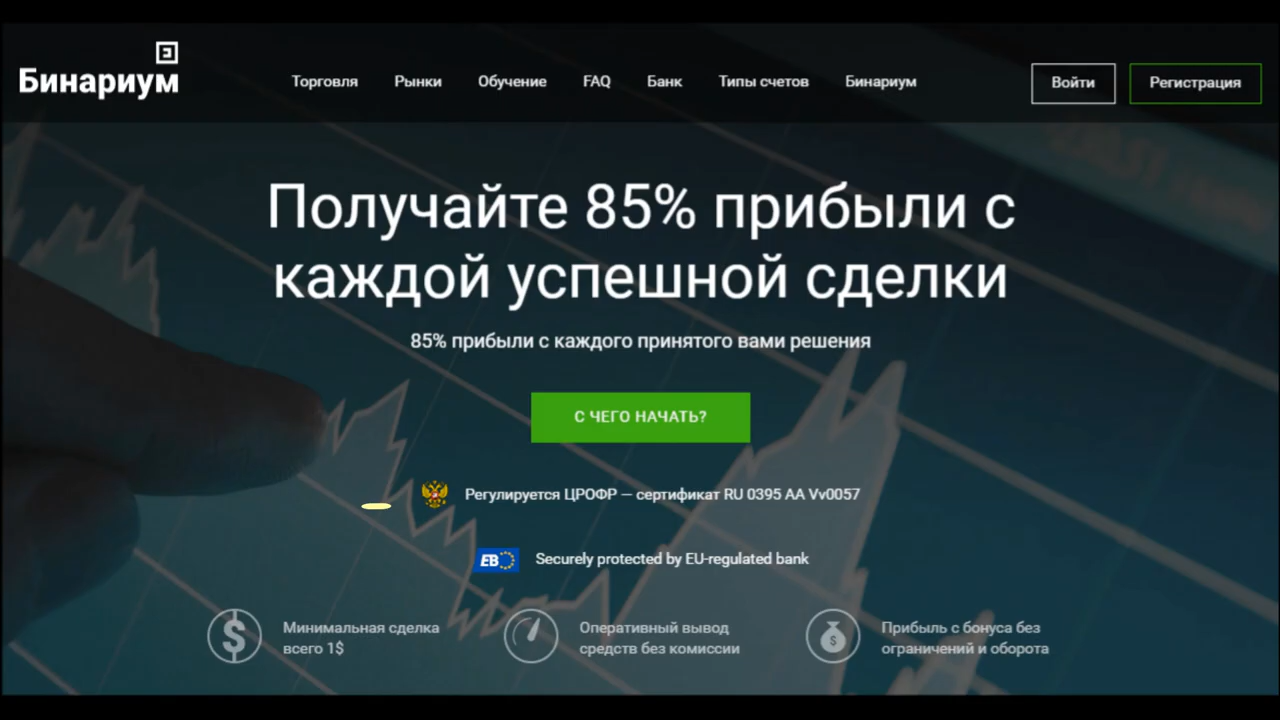 Бинариум
Торговля Рынки Обучение FAQ Банк Типы счетов Бинариум Войти Регистрация
Получайте 85% прибыли с
каждой успешной сделки
85% прибыли с каждого принятого вами решения
С ЧЕГО НАЧАТЬ?
Регулируется ЦРОФР — сертификат RU 0395 AA Vv0057
EB Securely protected by EU-regulated bank
Минимальная сделка
всего 1$
Оперативный вывод
средств без комиссии
Прибыль с бонуса без
ограничений и оборота